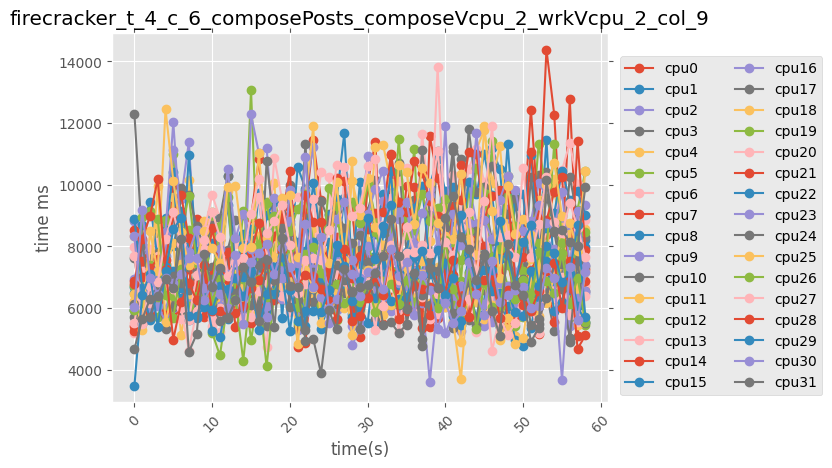 firecracker_t_4_c_6_composePosts_composeVcpu_2_wrkVcpu_2_col_9
time ms
14000
12000
10000
8000
6000
4000
0
10
20
30
40
50
60
time(s)
cpu0
cpu1
cpu2
cpu3
cpu4
cpu5
cpu6
cpu7
cpu8
cpu9
cpu10
cpu11
cpu12
cpu13
cpu14
cpu15
cpu16
cpu17
cpu18
cpu19
cpu20
cpu21
cpu22
cpu23
cpu24
cpu25
cpu26
cpu27
cpu28
cpu29
cpu30
cpu31